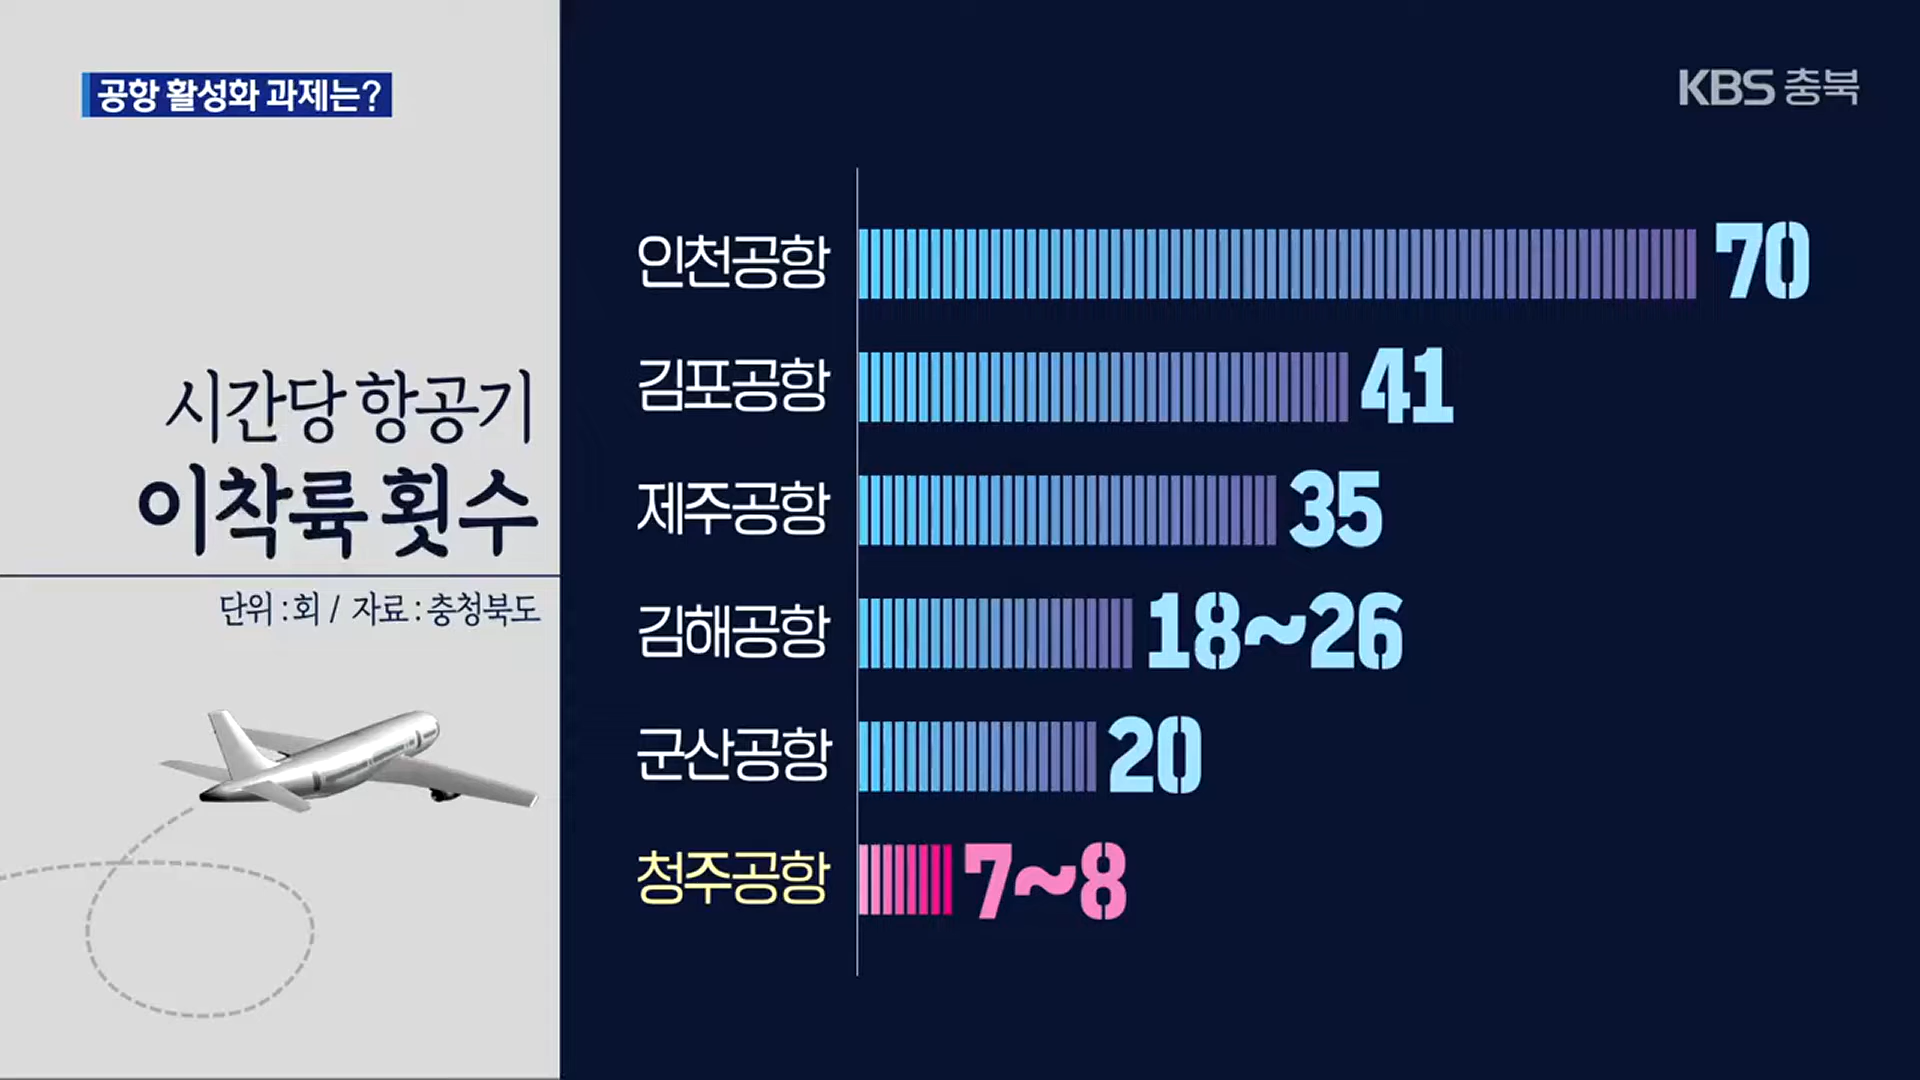 공항 활성화 과제는?
KBS 충북
시간당 항공기
이착륙 횟수
단위 : 회 / 자료 : 충청북도
인천공항 70
김포공항 41
제주공항 35
김해공항 18~26
군산공항 20
청주공항 7~8